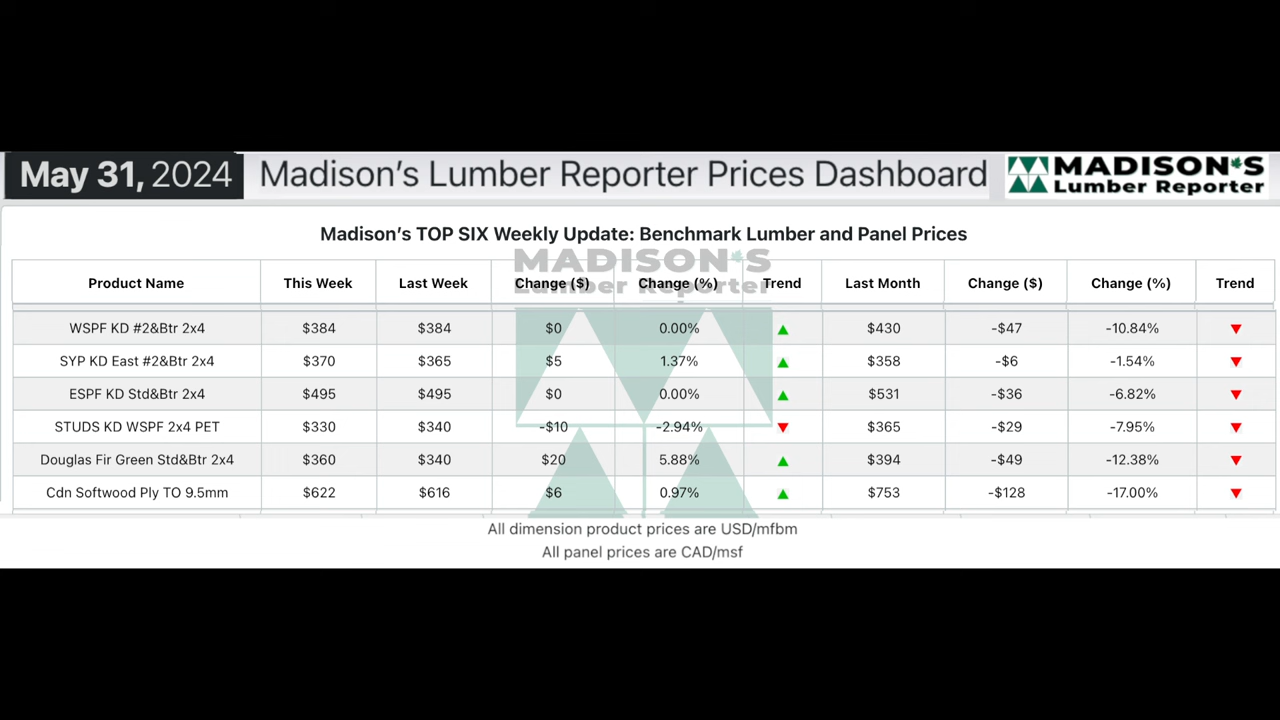 May 31, 2024 Madison's Lumber Reporter Prices Dashboard MADISON'S Lumber Reporter
Madison's TOP SIX Weekly Update: Benchmark Lumber and Panel Prices
MADISON'S
Lumber Reporter
Product Name This Week Last Week Change ($) Change (%) Trend Last Month Change ($) Change (%) Trend
WSPF KD #2&Btr 2x4 $384 $384 $0 0.00% ▲ $430 -$47 -10.84% ▼
SYP KD East #2&Btr 2x4 $370 $365 $5 1.37% ▲ $358 -$6 -1.54% ▼
ESPF KD Std&Btr 2x4 $495 $495 $0 0.00% ▲ $531 -$36 -6.82% ▼
STUDS KD WSPF 2x4 PET $330 $340 -$10 -2.94% ▼ $365 -$29 -7.95% ▼
Douglas Fir Green Std&Btr 2x4 $360 $340 $20 5.88% ▲ $394 -$49 -12.38% ▼
Cdn Softwood Ply TO 9.5mm $622 $616 $6 0.97% ▲ $753 -$128 -17.00% ▼
All dimension product prices are USD/mfbm
All panel prices are CAD/msf